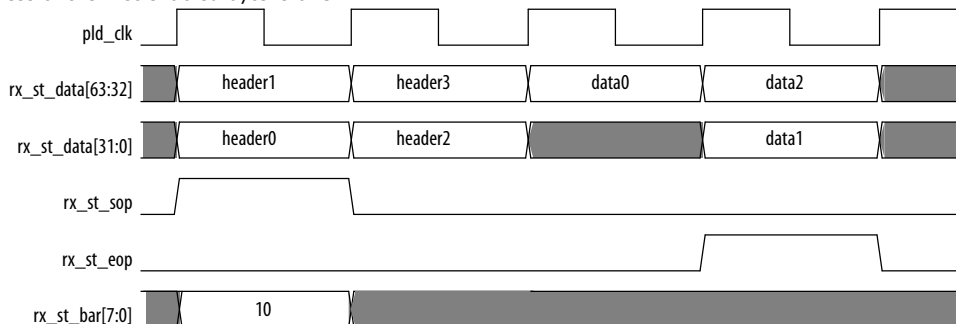 pld_clk
rx_st_data[63:32] header1 header3 data0 data2
rx_st_data[31:0] header0 header2 data1
rx_st_sop
rx_st_eop
rx_st_bar[7:0] 10